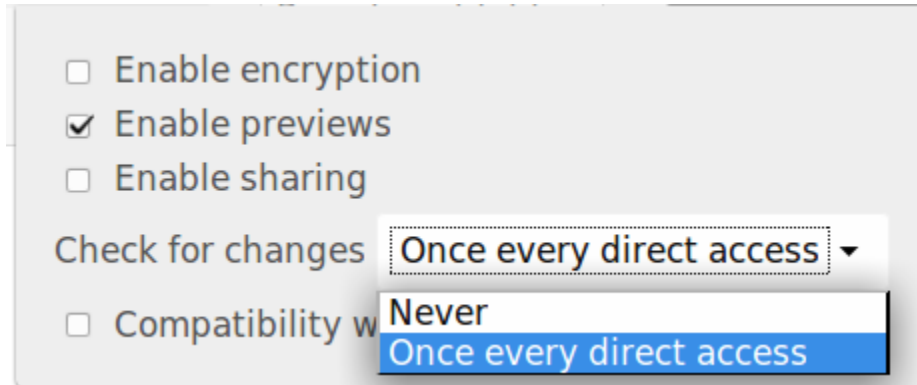 Enable encryption
Enable previews
Enable sharing
Check for changes Once every direct access
Never
Compatibility
Once every direct access